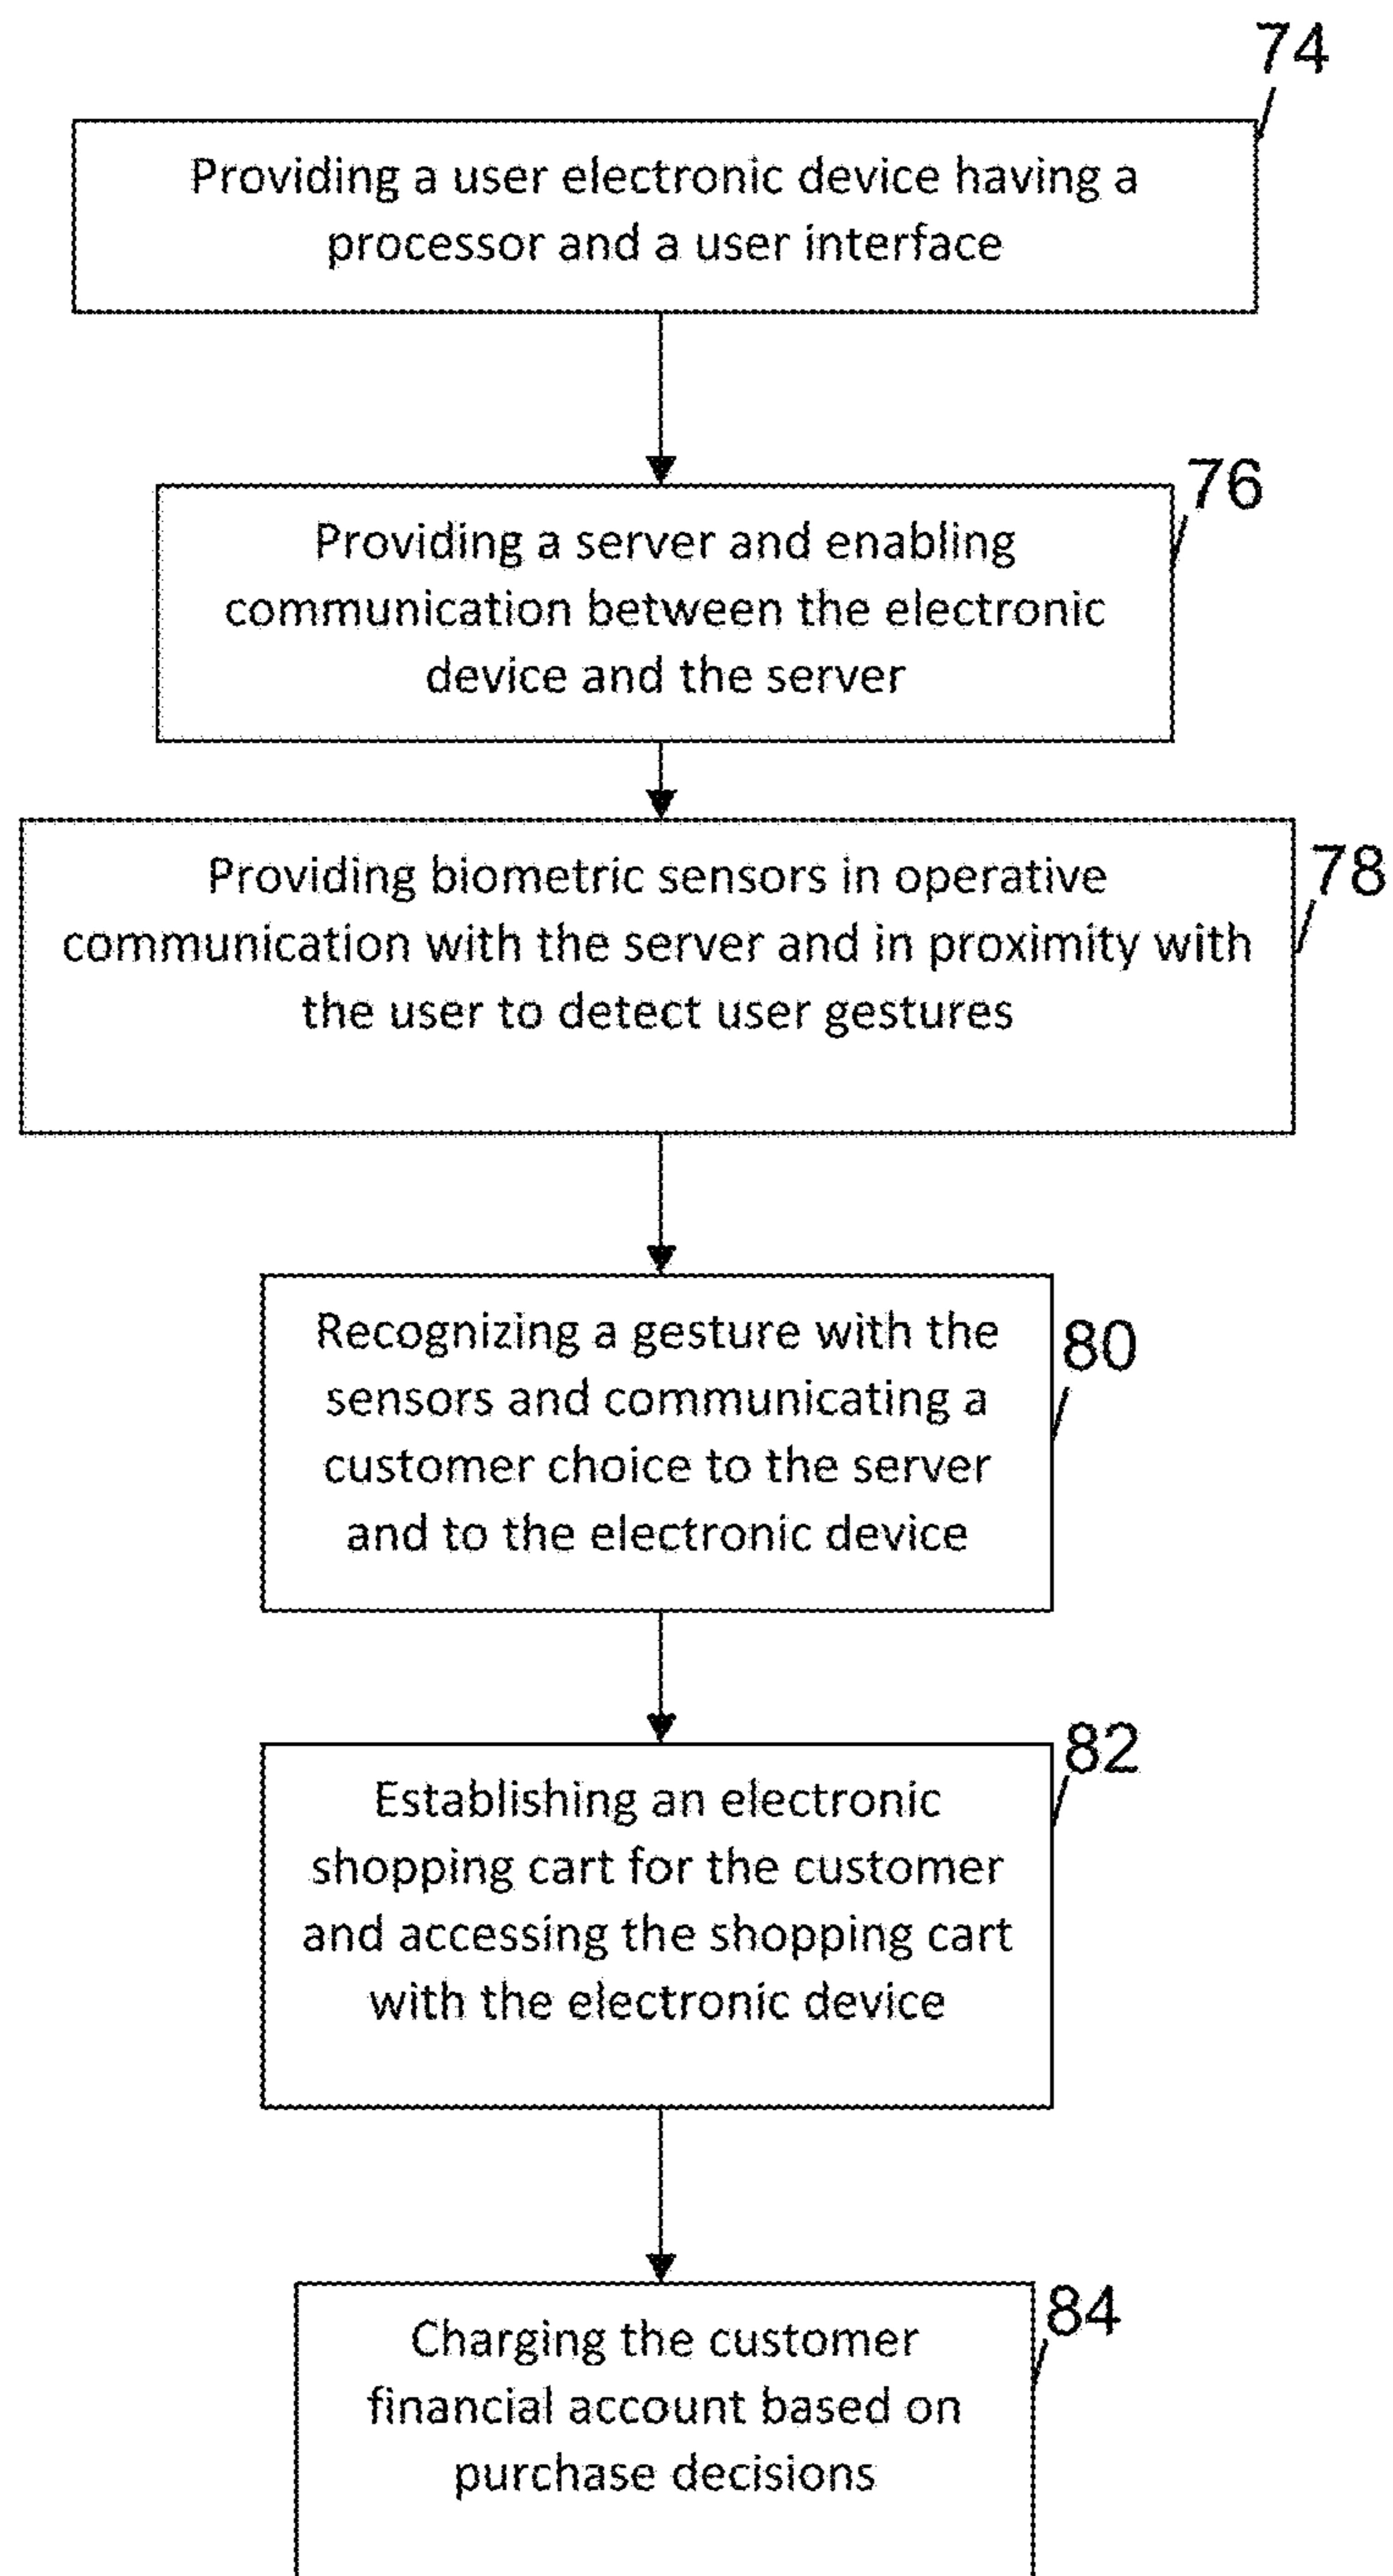 74
Providing a user electronic device having a
processor and a user interface
76
Providing a server and enabling
communication between the electronic
device and the server
78
Providing biometric sensors in operative
communication with the server and in proximity with
the user to detect user gestures
80
Recognizing a gesture with the
sensors and communicating a
customer choice to the server
and to the electronic device
82
Establishing an electronic
shopping cart for the customer
and accessing the shopping cart
with the electronic device
84
Charging the customer
financial account based on
purchase decisions